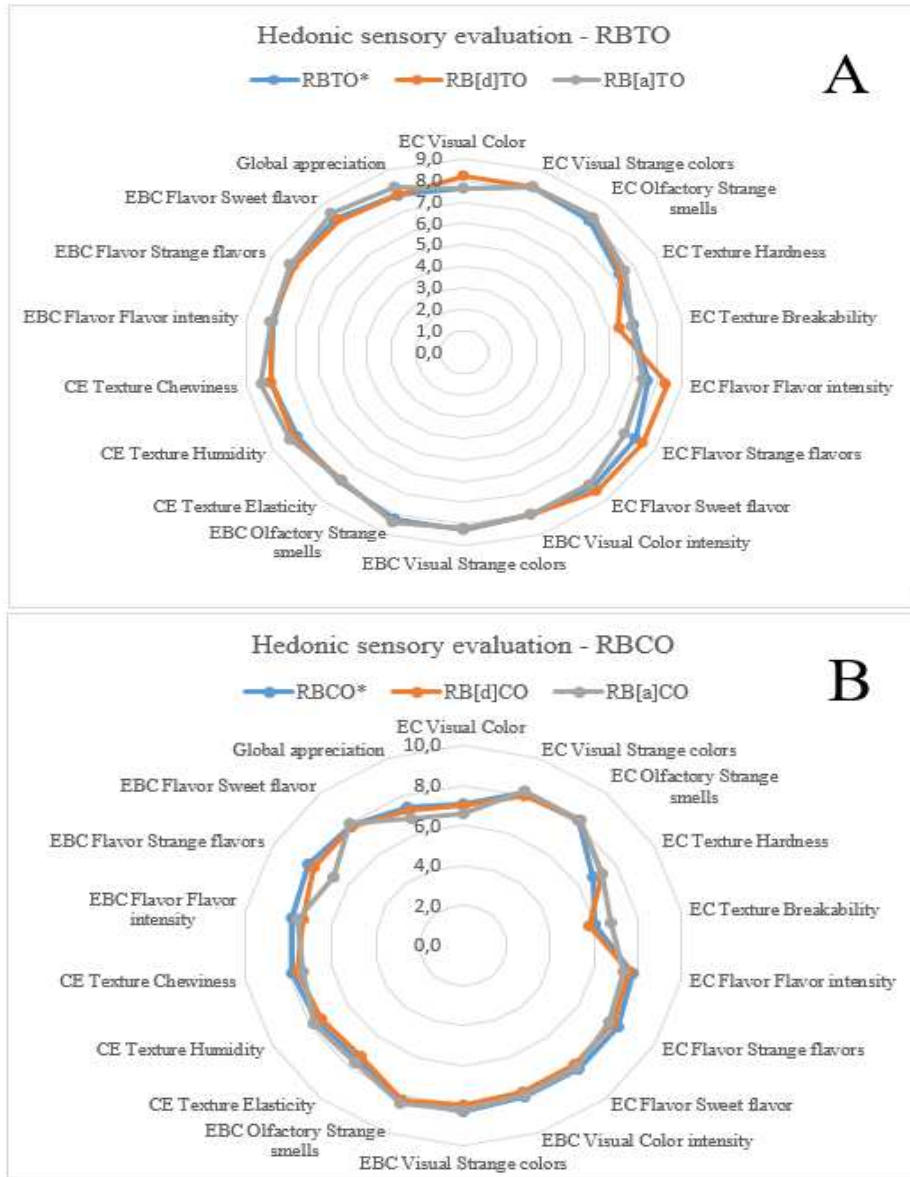 Hedonic sensory evaluation - RBTO
A
RBTO* RB[d]TO RB[a]TO
EC Visual Color
9,0
8,0
7,0
6,0
5,0
4,0
3,0
2,0
1,0
0,0
EC Visual Strange colors
EC Olfactory Strange
smells
EC Texture Hardness
EC Texture Breakability
EC Flavor Flavor intensity
EC Flavor Strange flavors
EC Flavor Sweet flavor
EBC Visual Color intensity
EBC Visual Strange colors
EBC Olfactory Strange
smells
CE Texture Elasticity
CE Texture Humidity
CE Texture Chewiness
EBC Flavor Flavor intensity
EBC Flavor Strange flavors
EBC Flavor Sweet flavor
Global appreciation
Hedonic sensory evaluation - RBCO
B
RBCO* RB[d]CO RB[a]CO
EC Visual Color
10,0
8,0
6,0
4,0
2,0
0,0
EC Visual Strange colors
EC Olfactory Strange
smells
EC Texture Hardness
EC Texture Breakability
EC Flavor Flavor intensity
EC Flavor Strange flavors
EC Flavor Sweet flavor
EBC Visual Color intensity
EBC Visual Strange colors
EBC Olfactory Strange
smells
CE Texture Elasticity
CE Texture Humidity
CE Texture Chewiness
EBC Flavor Flavor
intensity
EBC Flavor Strange flavors
EBC Flavor Sweet flavor
Global appreciation